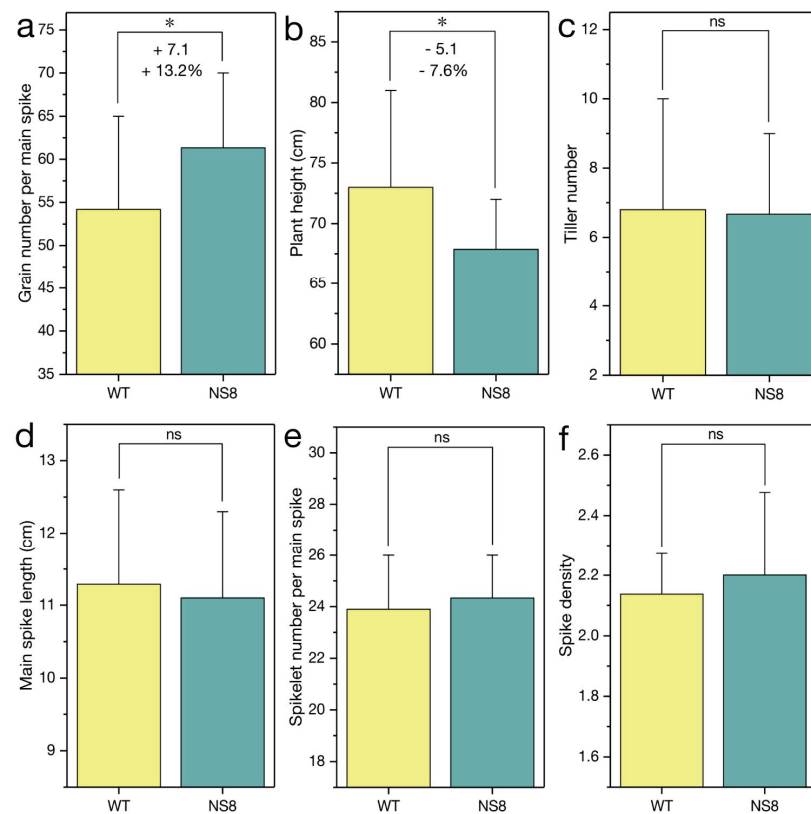 a
*
+ 7.1
+ 13.2%
Grain number per main spike
75
70
65
60
55
50
45
40
35
WT
NS8
b
*
- 5.1
- 7.6%
Plant height (cm)
85
80
75
70
65
60
WT
NS8
c
ns
Tiller number
12
10
8
6
4
2
WT
NS8
d
ns
Main spike length (cm)
13
12
11
10
9
WT
NS8
e
ns
Spikelet number per main spike
30
28
26
24
22
20
18
WT
NS8
f
ns
Spike density
2.6
2.4
2.2
2.0
1.8
1.6
WT
NS8